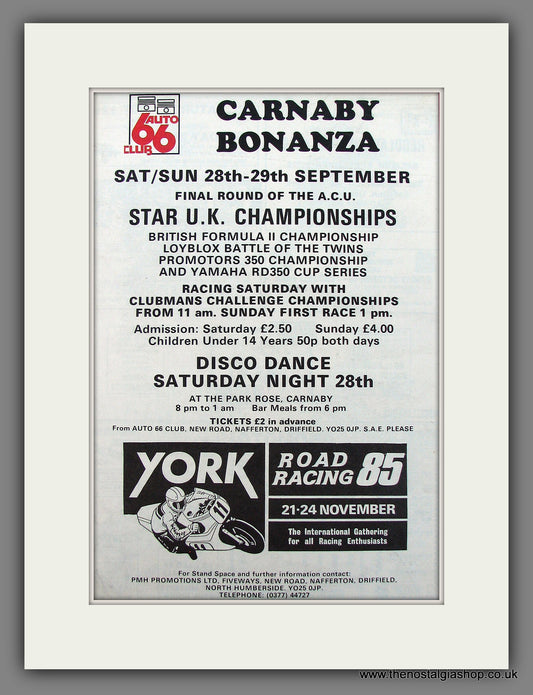 AUTO
66
CLUB
CARNABY
BONANZA
SAT/SUN 28th-29th SEPTEMBER
FINAL ROUND OF THE A.C.U.
STAR U.K. CHAMPIONSHIPS
BRITISH FORMULA II CHAMPIONSHIP
LOYBLOX BATTLE OF THE TWINS
PROMOTORS 350 CHAMPIONSHIP
AND YAMAHA RD350 CUP SERIES
RACING SATURDAY WITH
CLUBMANS CHALLENGE CHAMPIONSHIPS
FROM 11 am. SUNDAY FIRST RACE 1 pm.
Admission: Saturday £2.50 Sunday £4.00
Children Under 14 Years 50p both days
DISCO DANCE
SATURDAY NIGHT 28th
AT THE PARK ROSE, CARNABY
8 pm to 1 am Bar Meals from 6 pm
TICKETS £2 in advance
From AUTO 66 CLUB, NEW ROAD, NAFFERTON, DRIFFIELD. YO25 0JP. S.A.E. PLEASE
YORK
11
ROAD
RACING 85
21-24 NOVEMBER
The International Gathering
for all Racing Enthusiasts
For Stand Space and further information contact:
PMH PROMOTIONS LTD, FIVEWAYS, NEW ROAD, NAFFERTON, DRIFFIELD.
NORTH HUMBERSIDE. YO25 0JP.
TELEPHONE: (0377) 44727
www.thenostalgiashop.co.uk